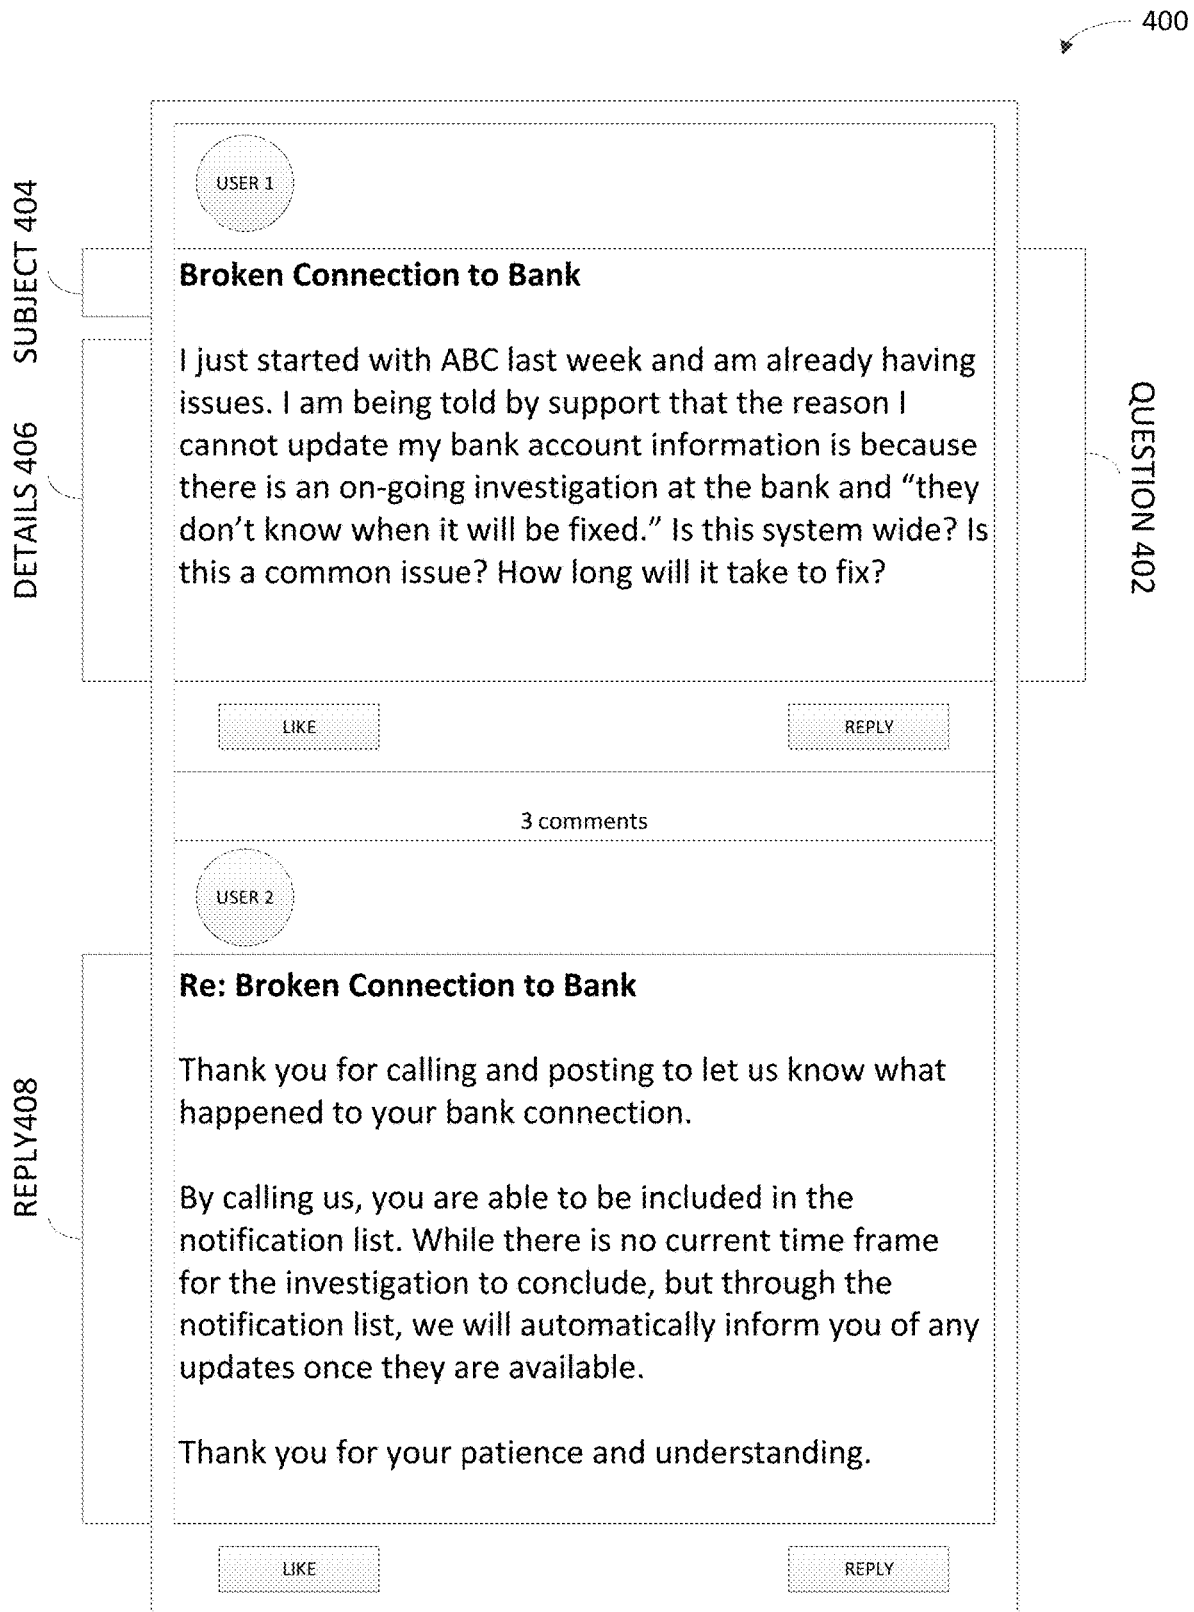 400
USER 1
SUBJECT 404
Broken Connection to Bank
DETAILS 406
I just started with ABC last week and am already having
issues. I am being told by support that the reason I
cannot update my bank account information is because
there is an on-going investigation at the bank and “they
don’t know when it will be fixed.” Is this system wide? Is
this a common issue? How long will it take to fix?
QUESTION 402
LIKE
REPLY
3 comments
USER 2
REPLY408
Re: Broken Connection to Bank
Thank you for calling and posting to let us know what
happened to your bank connection.
By calling us, you are able to be included in the
notification list. While there is no current time frame
for the investigation to conclude, but through the
notification list, we will automatically inform you of any
updates once they are available.
Thank you for your patience and understanding.
LIKE
REPLY